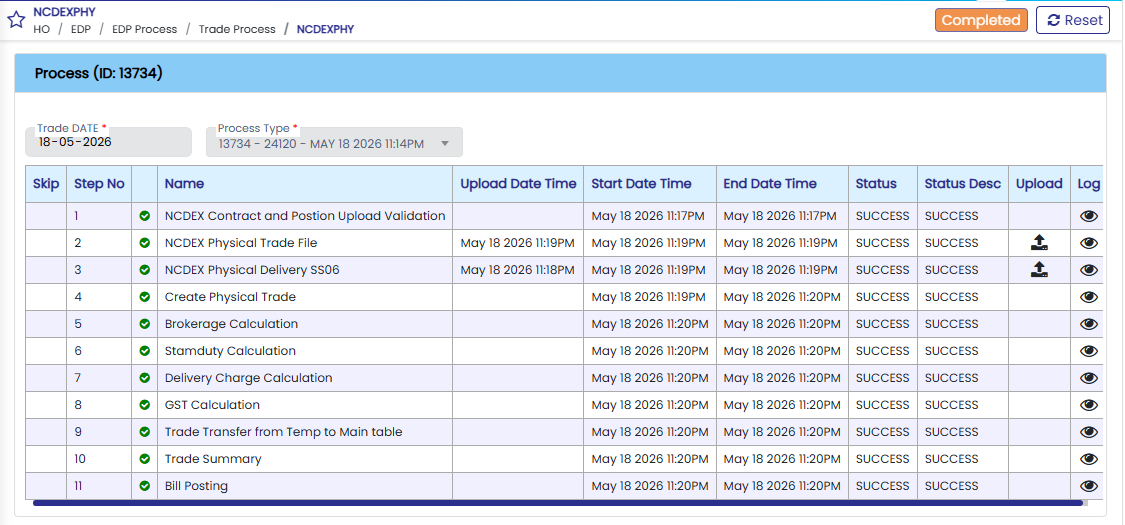 NCDEXPHY
HO / EDP / EDP Process / Trade Process / NCDEXPHY
Completed
Reset
Process (ID: 13734)
Trade DATE *
18-05-2026
Process Type *
13734 - 24120 - MAY 18 2026 11:14PM
Skip Step No Name Upload Date Time Start Date Time End Date Time Status Status Desc Upload Log
1 NCDEX Contract and Postion Upload Validation May 18 2026 11:17PM May 18 2026 11:17PM SUCCESS SUCCESS
2 NCDEX Physical Trade File May 18 2026 11:19PM May 18 2026 11:19PM May 18 2026 11:19PM SUCCESS SUCCESS
3 NCDEX Physical Delivery SS06 May 18 2026 11:18PM May 18 2026 11:19PM May 18 2026 11:19PM SUCCESS SUCCESS
4 Create Physical Trade May 18 2026 11:19PM May 18 2026 11:20PM SUCCESS SUCCESS
5 Brokerage Calculation May 18 2026 11:20PM May 18 2026 11:20PM SUCCESS SUCCESS
6 Stamduty Calculation May 18 2026 11:20PM May 18 2026 11:20PM SUCCESS SUCCESS
7 Delivery Charge Calculation May 18 2026 11:20PM May 18 2026 11:20PM SUCCESS SUCCESS
8 GST Calculation May 18 2026 11:20PM May 18 2026 11:20PM SUCCESS SUCCESS
9 Trade Transfer from Temp to Main table May 18 2026 11:20PM May 18 2026 11:20PM SUCCESS SUCCESS
10 Trade Summary May 18 2026 11:20PM May 18 2026 11:20PM SUCCESS SUCCESS
11 Bill Posting May 18 2026 11:20PM May 18 2026 11:20PM SUCCESS SUCCESS